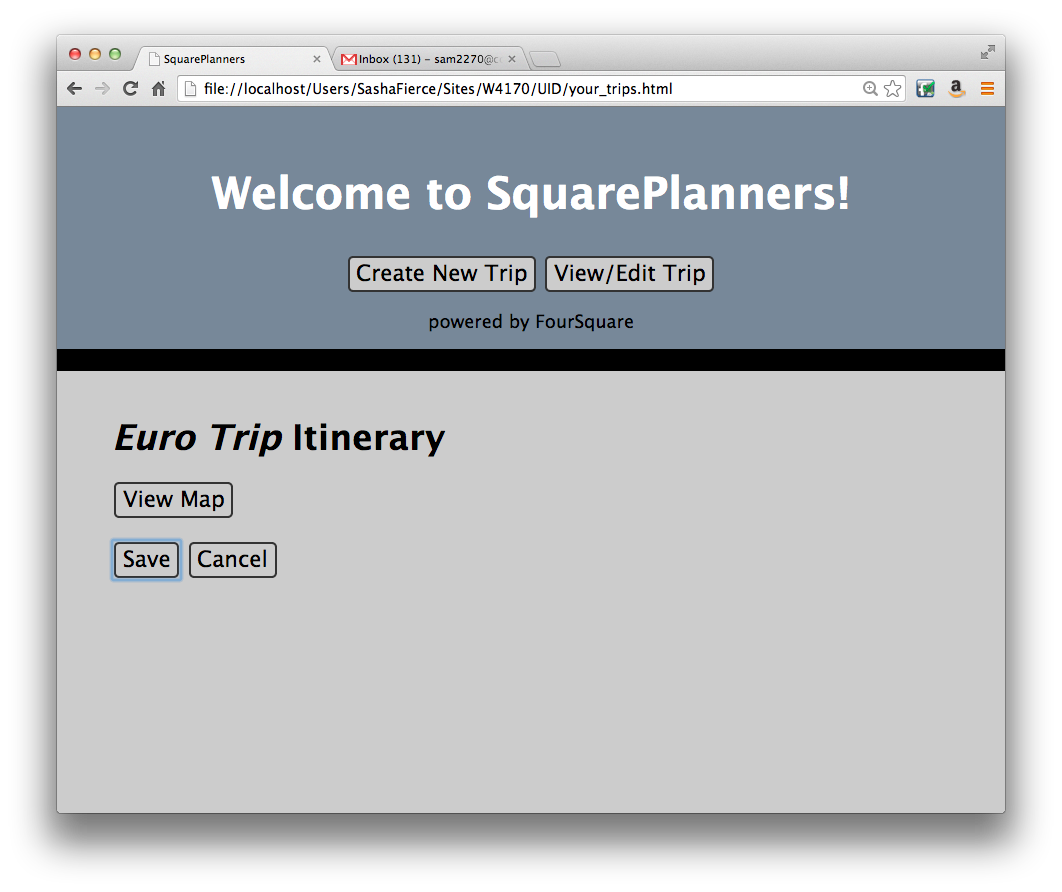 SquarePlanners
Inbox (131) – sam2270@c
file://localhost/Users/SashaFierce/Sites/W4170/UID/your_trips.html
Welcome to SquarePlanners!
Create New Trip View/Edit Trip
powered by FourSquare
Euro Trip Itinerary
View Map
Save Cancel